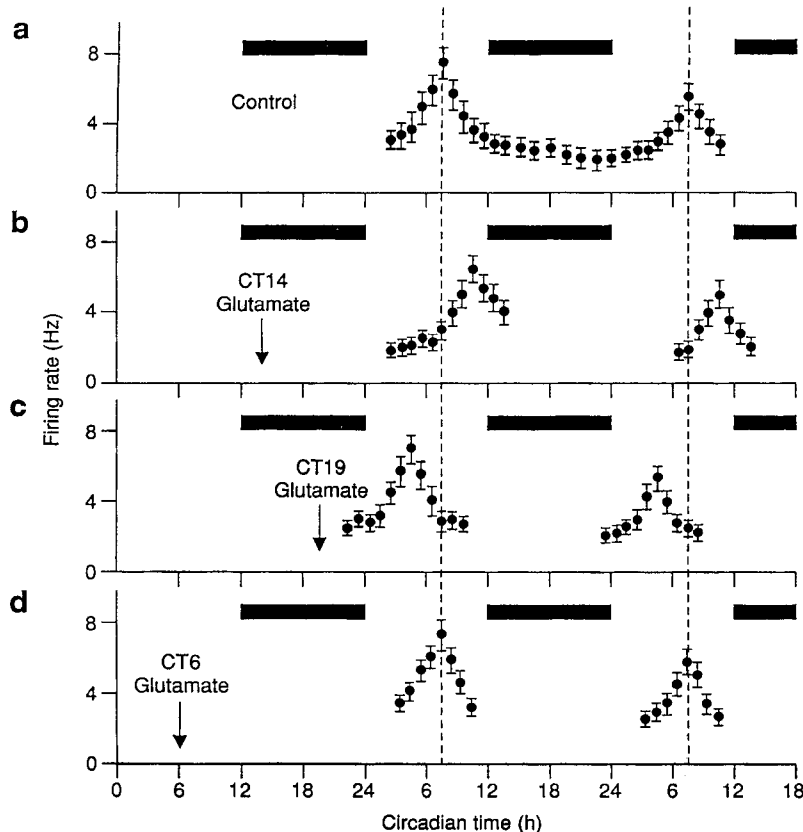 a
8
4
0
Control
b
8
4
0
CT14
Glutamate
c
8
4
0
CT19
Glutamate
d
8
4
0
CT6
Glutamate
Firing rate (Hz)
0 6 12 18 24 6 12 18 24 6 12 18
Circadian time (h)